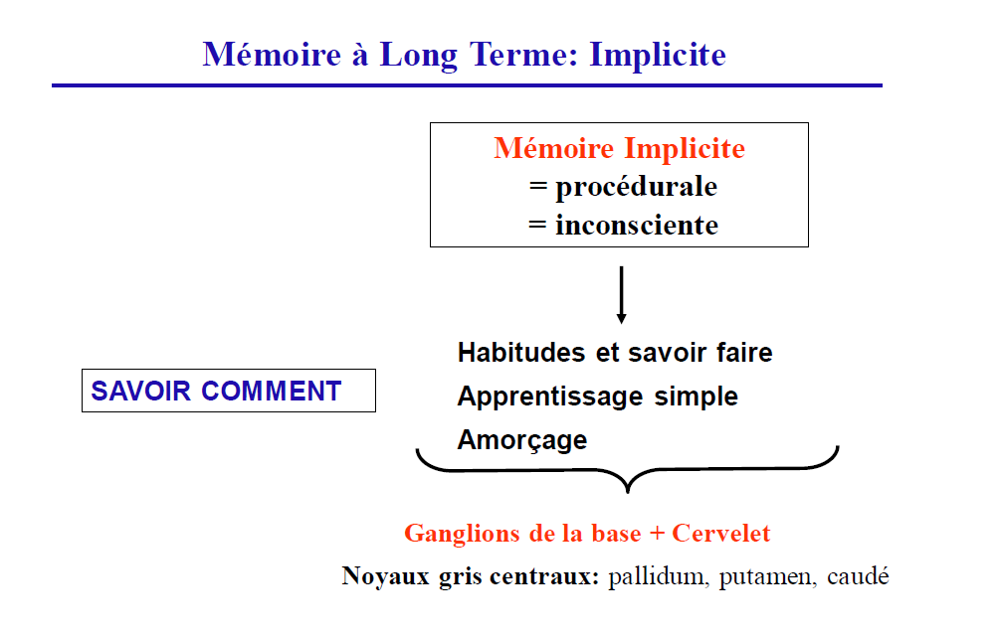 Mémoire à Long Terme: Implicite
Mémoire Implicite
= procédurale
= inconsciente
Habitudes et savoir faire
SAVOIR COMMENT
Apprentissage simple
Amorçage
Ganglions de la base + Cervelet
Noyaux gris centraux: pallidum, putamen, caudé